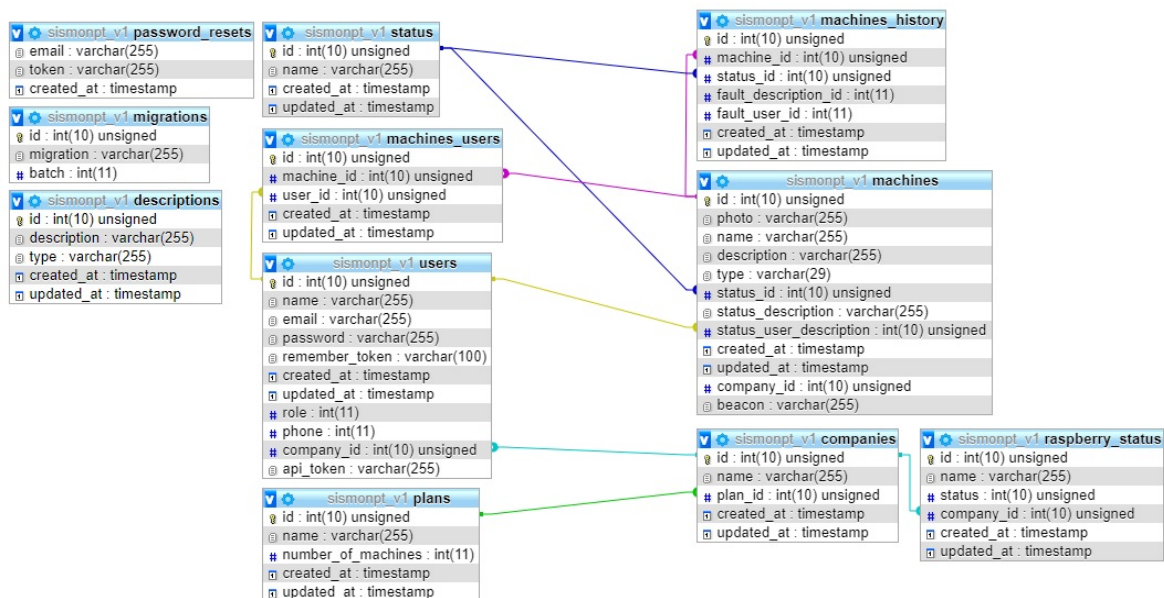 sismonpt_v1 password_resets
email : varchar(255)
token : varchar(255)
created_at : timestamp
sismonpt_v1 migrations
id : int(10) unsigned
migration : varchar(255)
batch : int(11)
sismonpt_v1 descriptions
id : int(10) unsigned
description : varchar(255)
type : varchar(255)
created_at : timestamp
updated_at : timestamp
sismonpt_v1 status
id : int(10) unsigned
name : varchar(255)
created_at : timestamp
updated_at : timestamp
sismonpt_v1 machines_users
id : int(10) unsigned
machine_id : int(10) unsigned
user_id : int(10) unsigned
created_at : timestamp
updated_at : timestamp
sismonpt_v1 users
id : int(10) unsigned
name : varchar(255)
email : varchar(255)
password : varchar(255)
remember_token : varchar(100)
created_at : timestamp
updated_at : timestamp
role : int(11)
phone : int(11)
company_id : int(10) unsigned
api_token : varchar(255)
sismonpt_v1 plans
id : int(10) unsigned
name : varchar(255)
number_of_machines : int(11)
created_at : timestamp
updated_at : timestamp
sismonpt_v1 machines_history
id : int(10) unsigned
machine_id : int(10) unsigned
status_id : int(10) unsigned
fault_description_id : int(11)
fault_user_id : int(11)
created_at : timestamp
updated_at : timestamp
sismonpt_v1 machines
id : int(10) unsigned
photo : varchar(255)
name : varchar(255)
description : varchar(255)
type : varchar(29)
status_id : int(10) unsigned
status_description : varchar(255)
status_user_description : int(10) unsigned
created_at : timestamp
updated_at : timestamp
company_id : int(10) unsigned
beacon : varchar(255)
sismonpt_v1 companies
id : int(10) unsigned
name : varchar(255)
plan_id : int(10) unsigned
created_at : timestamp
updated_at : timestamp
sismonpt_v1 raspberry_status
id : int(10) unsigned
name : varchar(255)
status : int(10) unsigned
company_id : int(10) unsigned
created_at : timestamp
updated_at : timestamp